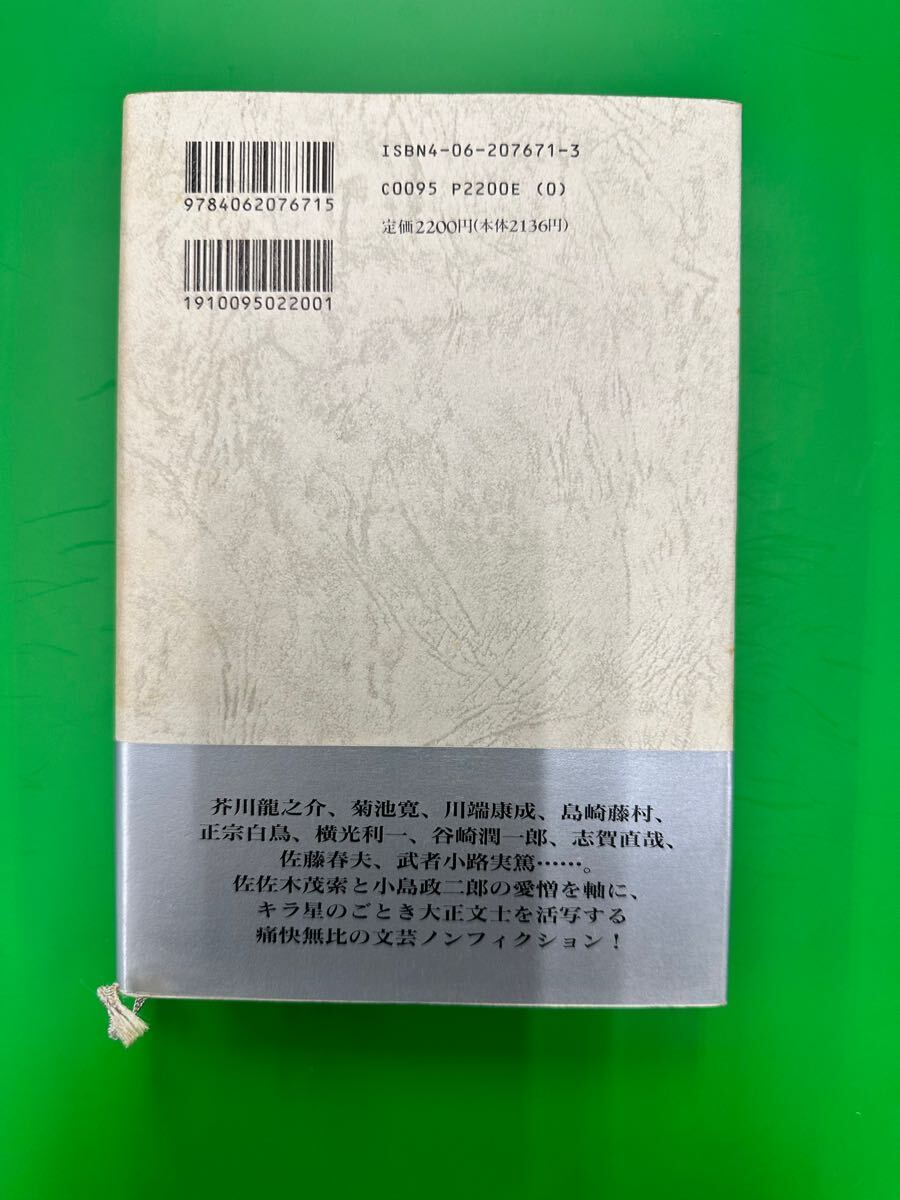 ISBN4-06-207671-3
C0095 P2200E (0)
定価2200円(本体2136円)
9784062076715
1910095022001
芥川龍之介、菊池寛、川端康成、島崎藤村、
正宗白鳥、横光利一、谷崎潤一郎、志賀直哉、
佐藤春夫、武者小路実篤……。
佐佐木茂索と小島政二郎の愛憎を軸に、
キラ星のごとき大正文士を活写する
痛快無比の文芸ノンフィクション！